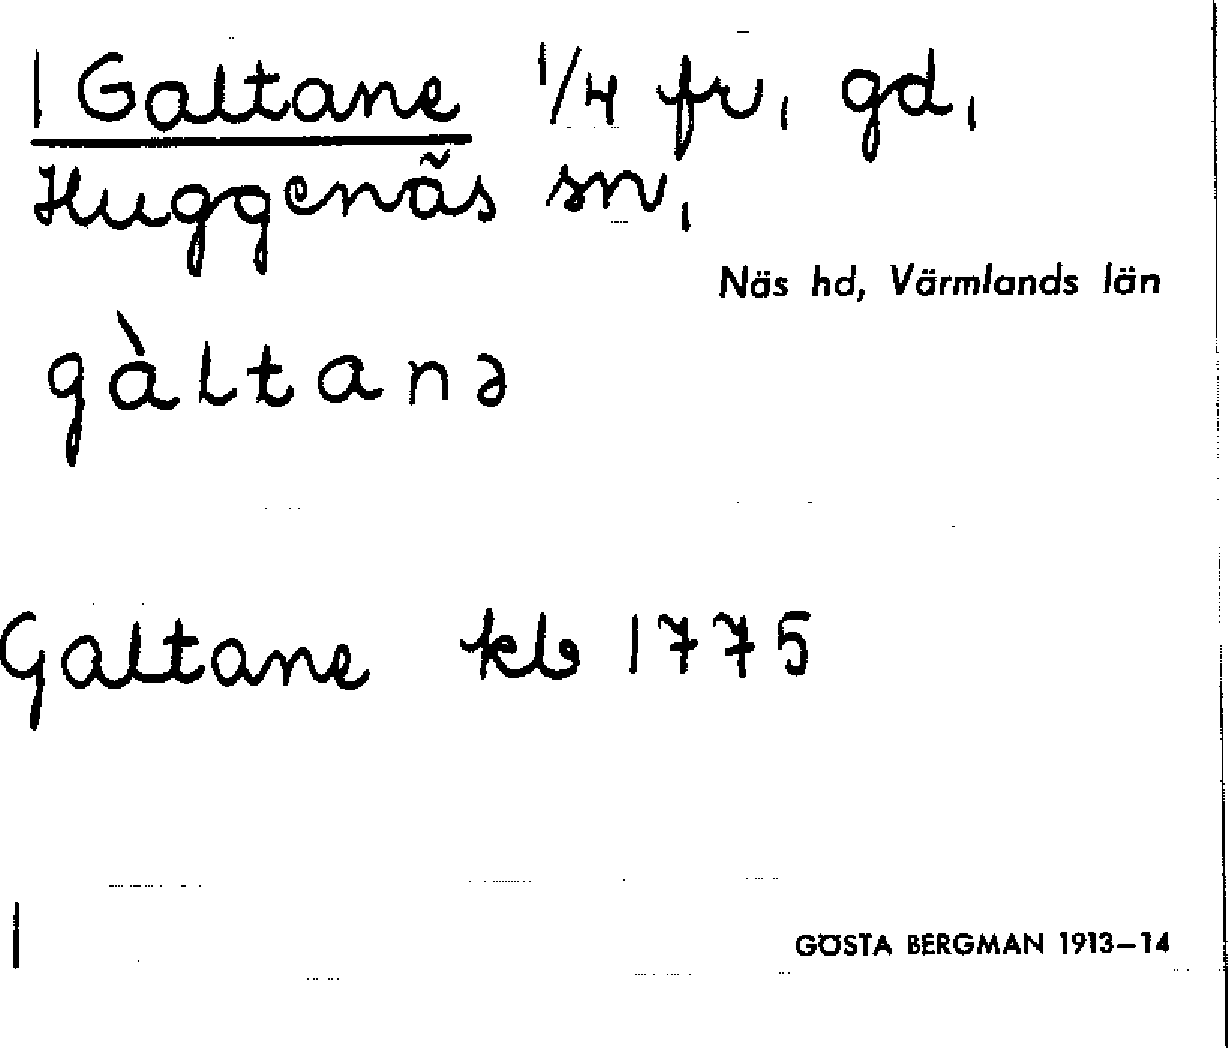 1 Galtane 1/4 fr, gd,
Huggenäs sn,
Näs hd, Värmlands län
gàltanə
Galtane kb 1775
GÖSTA BERGMAN 1913–14